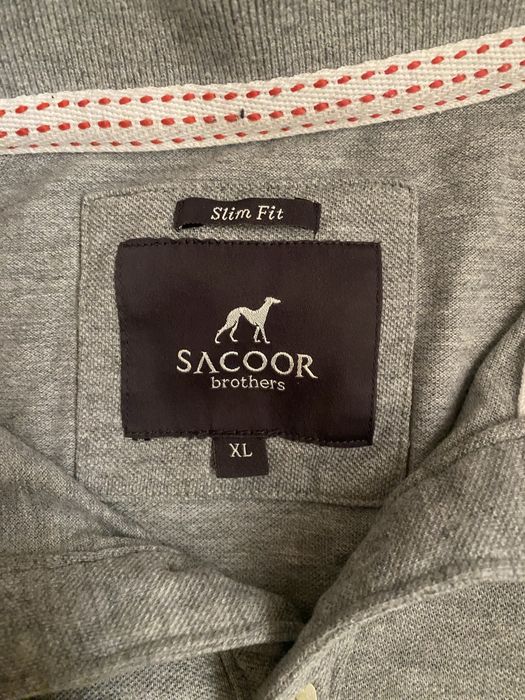 Slim Fit
SACOOR
brothers
XL